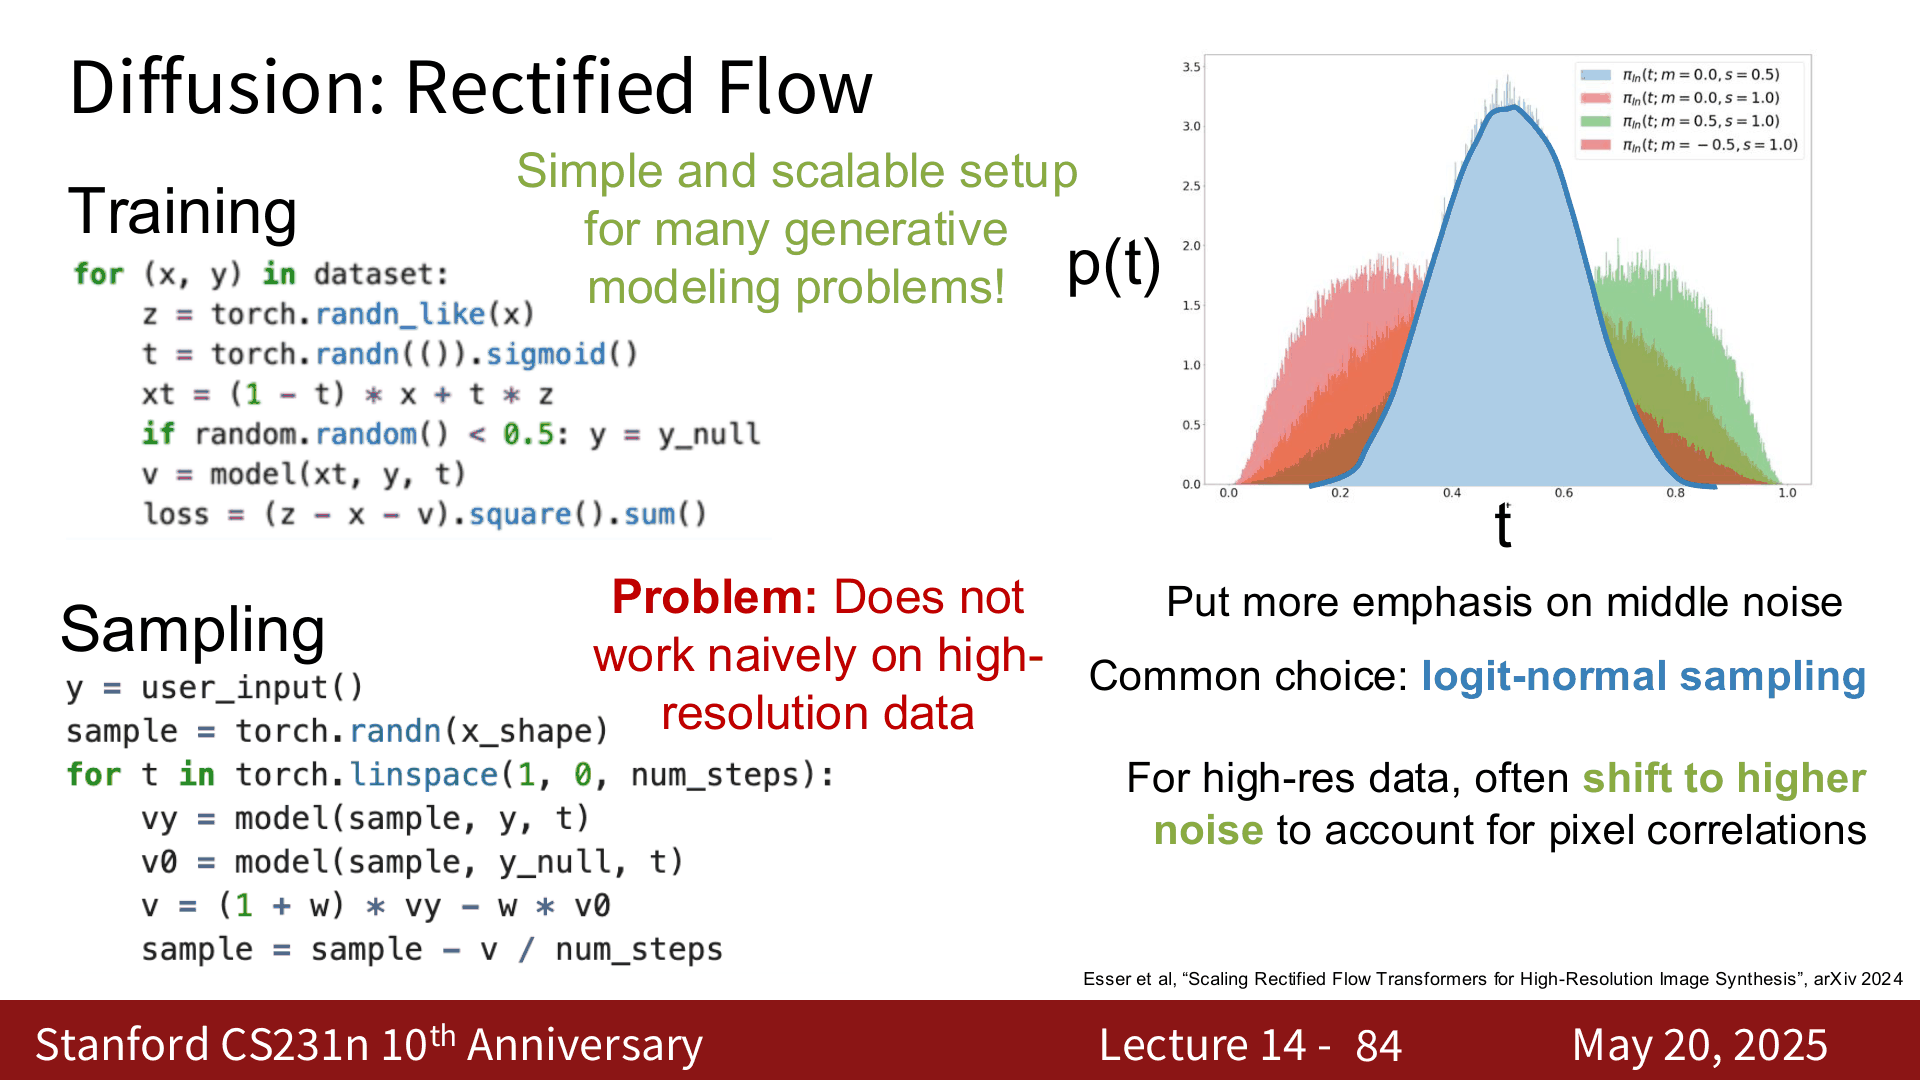 Diffusion: Rectified Flow
Training
for (x, y) in dataset:
    z = torch.randn_like(x)
    t = torch.randn(()).sigmoid()
    xt = (1 - t) * x + t * z
    if random.random() < 0.5: y = y_null
    v = model(xt, y, t)
    loss = (z - x - v).square().sum()
Simple and scalable setup
for many generative
modeling problems!
Sampling
y = user_input()
sample = torch.randn(x_shape)
for t in torch.linspace(1, 0, num_steps):
    vy = model(sample, y, t)
    v0 = model(sample, y_null, t)
    v = (1 + w) * vy - w * v0
    sample = sample - v / num_steps
Problem: Does not
work naively on high-
resolution data
p(t)
3.5
3.0
2.5
2.0
1.5
1.0
0.5
0.0
0.0 0.2 0.4 0.6 0.8 1.0
t
πln(t; m = 0.0, s = 0.5)
πln(t; m = 0.0, s = 1.0)
πln(t; m = 0.5, s = 1.0)
πln(t; m = − 0.5, s = 1.0)
Put more emphasis on middle noise
Common choice: logit-normal sampling
For high-res data, often shift to higher
noise to account for pixel correlations
Esser et al, “Scaling Rectified Flow Transformers for High-Resolution Image Synthesis”, arXiv 2024
Stanford CS231n 10th Anniversary
Lecture 14 - 84
May 20, 2025